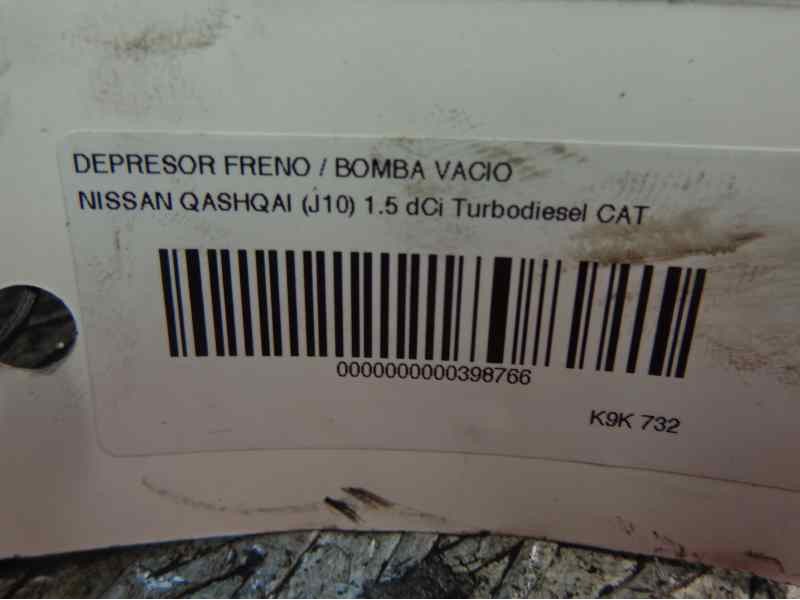 DEPRESOR FRENO / BOMBA VACIO
NISSAN QASHQAI (J10) 1.5 dCi Turbodiesel CAT
0000000000398766
K9K 732